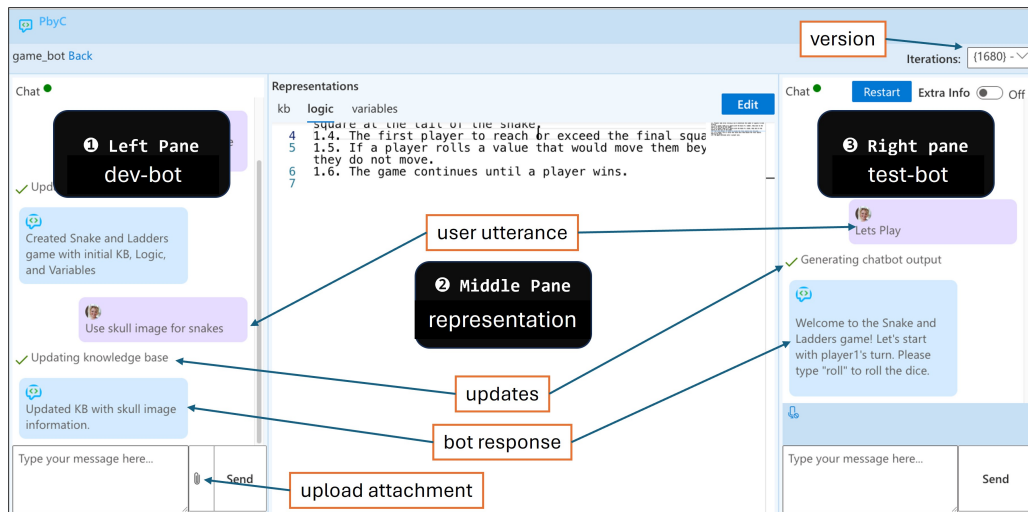 PbyC
game_bot Back
version
Iterations:
{1680} -
Chat
❶ Left Pane
dev-bot
Upd
Created Snake and Ladders
game with initial KB, Logic,
and Variables
Use skull image for snakes
Updating knowledge base
Updated KB with skull image
information.
Type your message here...
Send
Representations
kb logic variables
Edit
square at the tail of the snake.
4 1.4. The first player to reach or exceed the final squa
5 1.5. If a player rolls a value that would move them bey
they do not move.
6 1.6. The game continues until a player wins.
7
user utterance
❷ Middle Pane
representation
updates
bot response
upload attachment
Chat
Restart
Extra Info
Off
❸ Right pane
test-bot
Lets Play
Generating chatbot output
Welcome to the Snake and
Ladders game! Let's start
with player1's turn. Please
type "roll" to roll the dice.
Type your message here...
Send